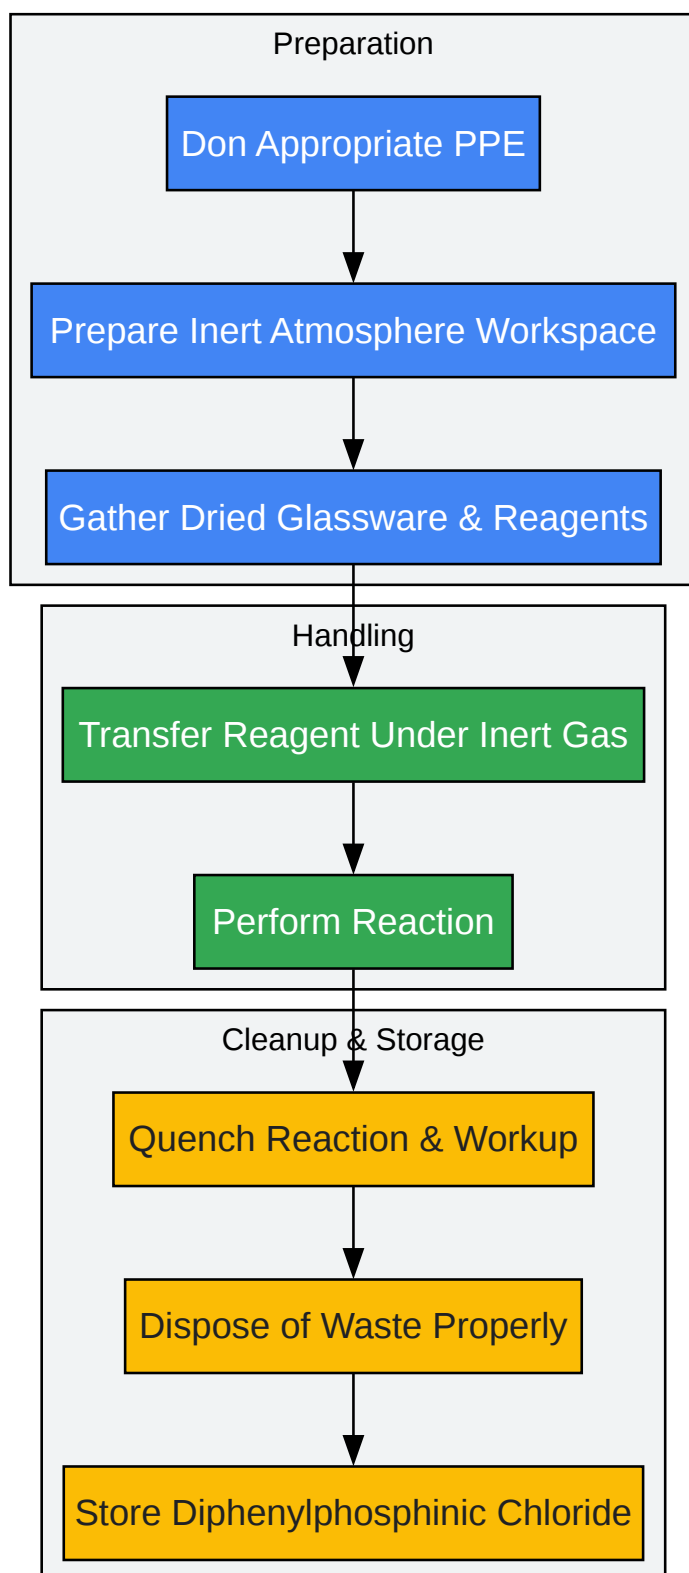 Preparation
Don Appropriate PPE
Prepare Inert Atmosphere Workspace
Gather Dried Glassware & Reagents
Handling
Transfer Reagent Under Inert Gas
Perform Reaction
Cleanup & Storage
Quench Reaction & Workup
Dispose of Waste Properly
Store Diphenylphosphinic Chloride